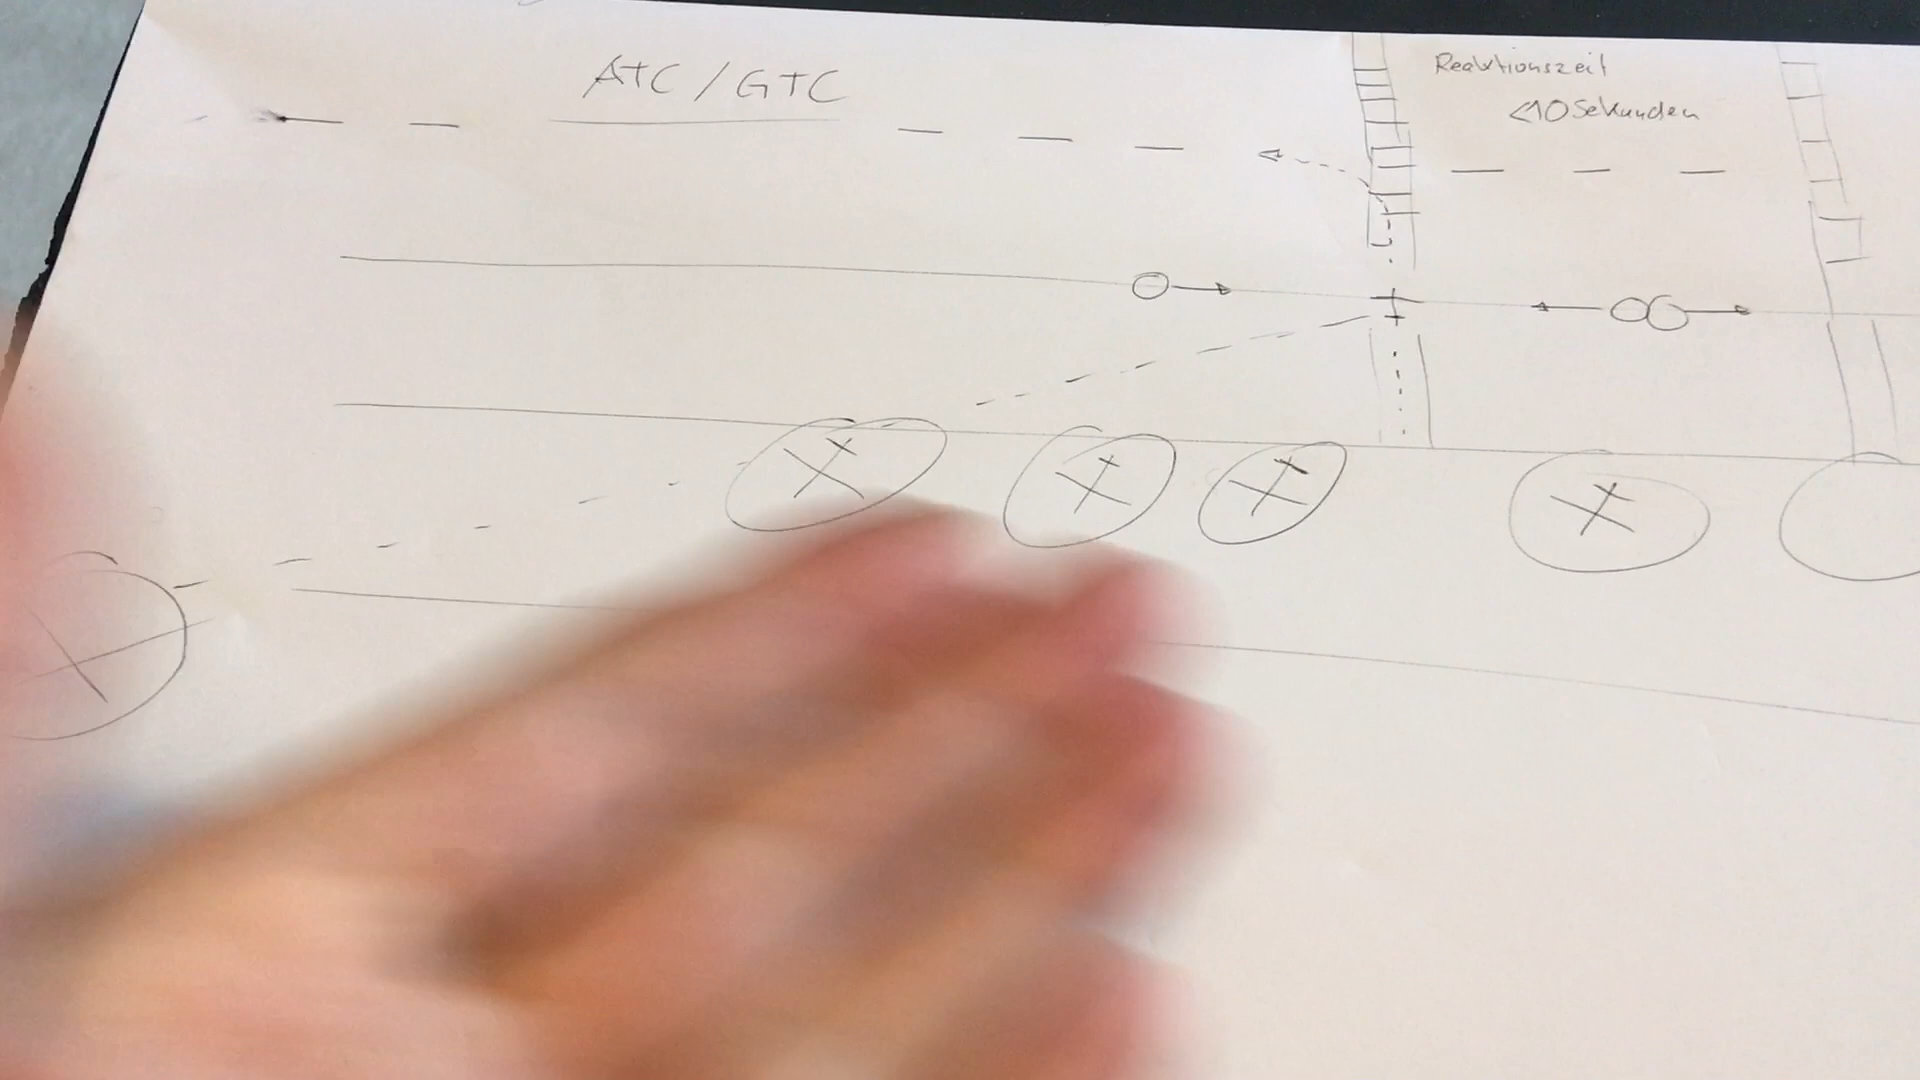 ATC / GTC
Reaktionszeit
<10 Sekunden